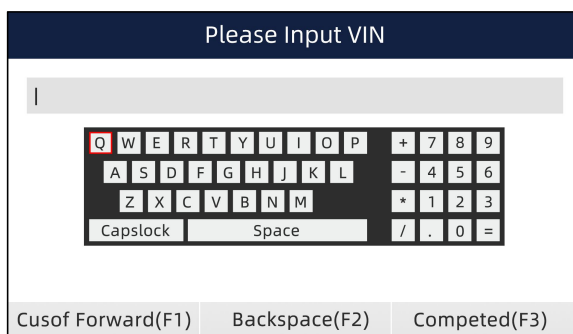 Please Input VIN
|
Q W E R T Y U I O P + 7 8 9
A S D F G H J K L - 4 5 6
Z X C V B N M * 1 2 3
Capslock Space / . 0 =
Cusof Forward(F1) Backspace(F2) Competed(F3)